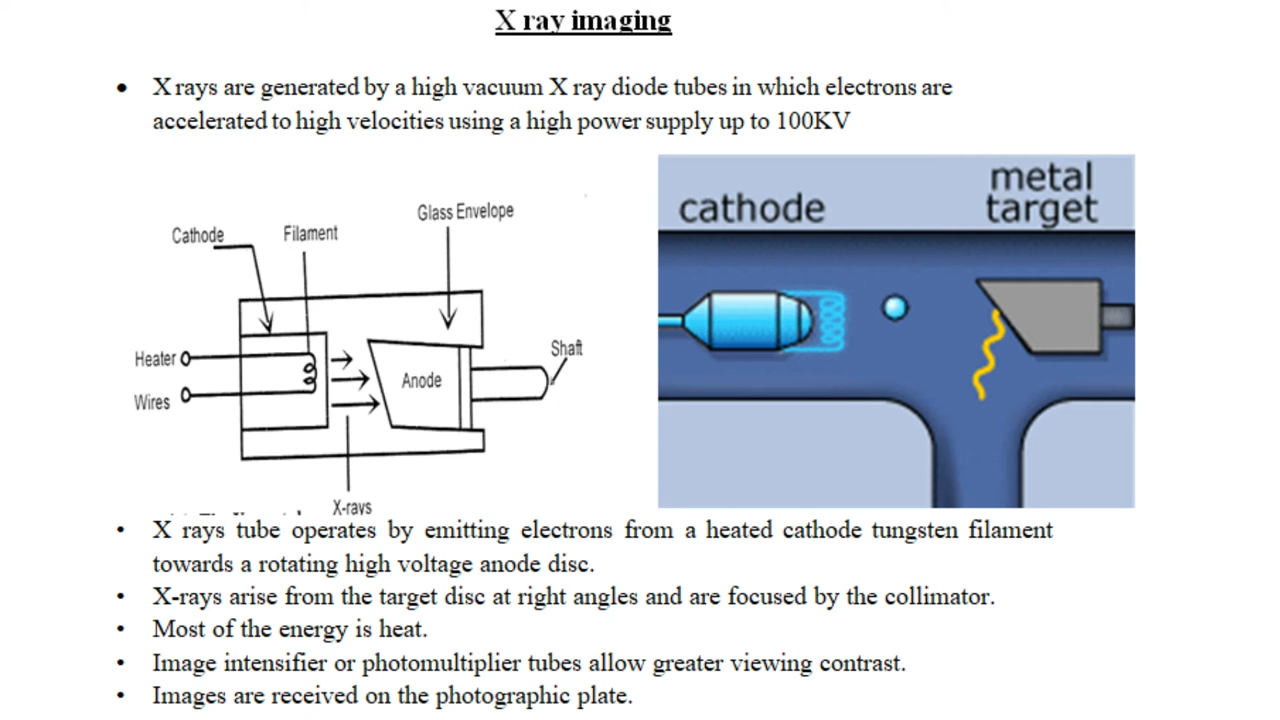 X ray imaging
• X rays are generated by a high vacuum X ray diode tubes in which electrons are
accelerated to high velocities using a high power supply up to 100KV
Cathode
Filament
Glass Envelope
Heater
Wires
Anode
Shaft
X-rays
cathode
metal
target
• X rays tube operates by emitting electrons from a heated cathode tungsten filament
towards a rotating high voltage anode disc.
• X-rays arise from the target disc at right angles and are focused by the collimator.
• Most of the energy is heat.
• Image intensifier or photomultiplier tubes allow greater viewing contrast.
• Images are received on the photographic plate.